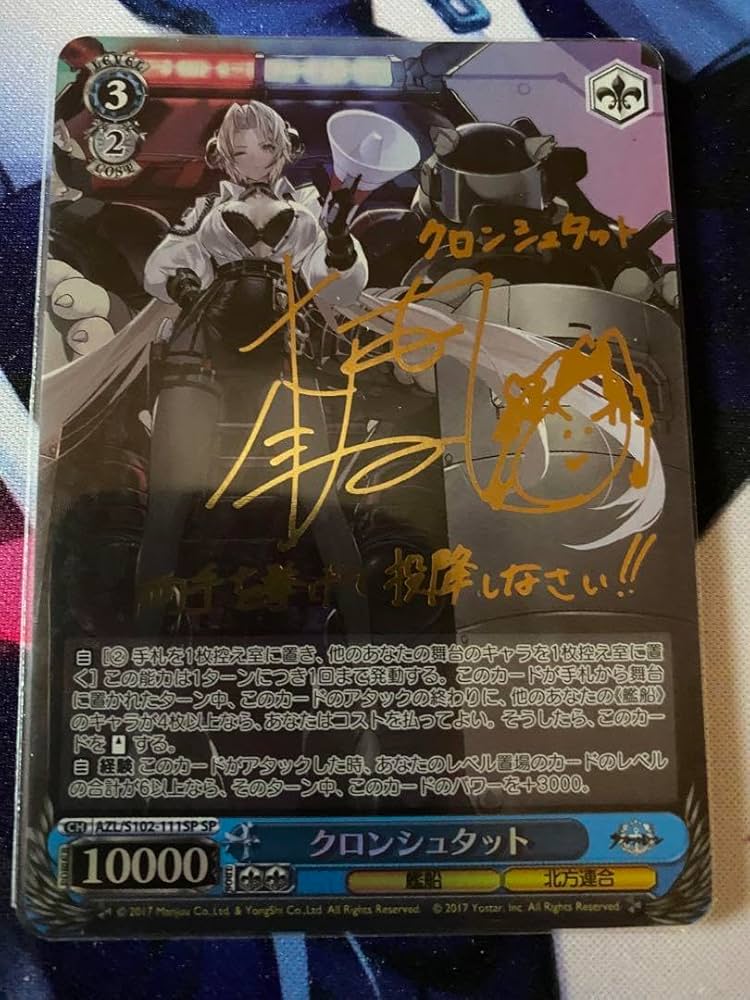 LEVEL
3
2
COST
クロンシュタット
両手を挙げて投降しなさい!!
自 [② 手札を1枚控え室に置き、他のあなたの舞台のキャラを1枚控え室に置
く] この能力は1ターンにつき1回まで発動する。このカードが手札から舞台
に置かれたターン中、このカードのアタックの終わりに、他のあなたの《艦船》
のキャラが4枚以上なら、あなたはコストを払ってよい。そうしたら、このカー
ドを する。
自 経験 このカードがアタックした時、あなたのレベル置場のカードのレベル
の合計が6以上なら、そのターン中、このカードのパワーを+3000。
CH AZL/S102-111SP SP
クロンシュタット
POWER 10000
艦船 北方連合
© 2017 Manjuu Co.,Ltd. & YongShi Co.,Ltd. All Rights Reserved. © 2017 Yostar, Inc. All Rights Reserved.